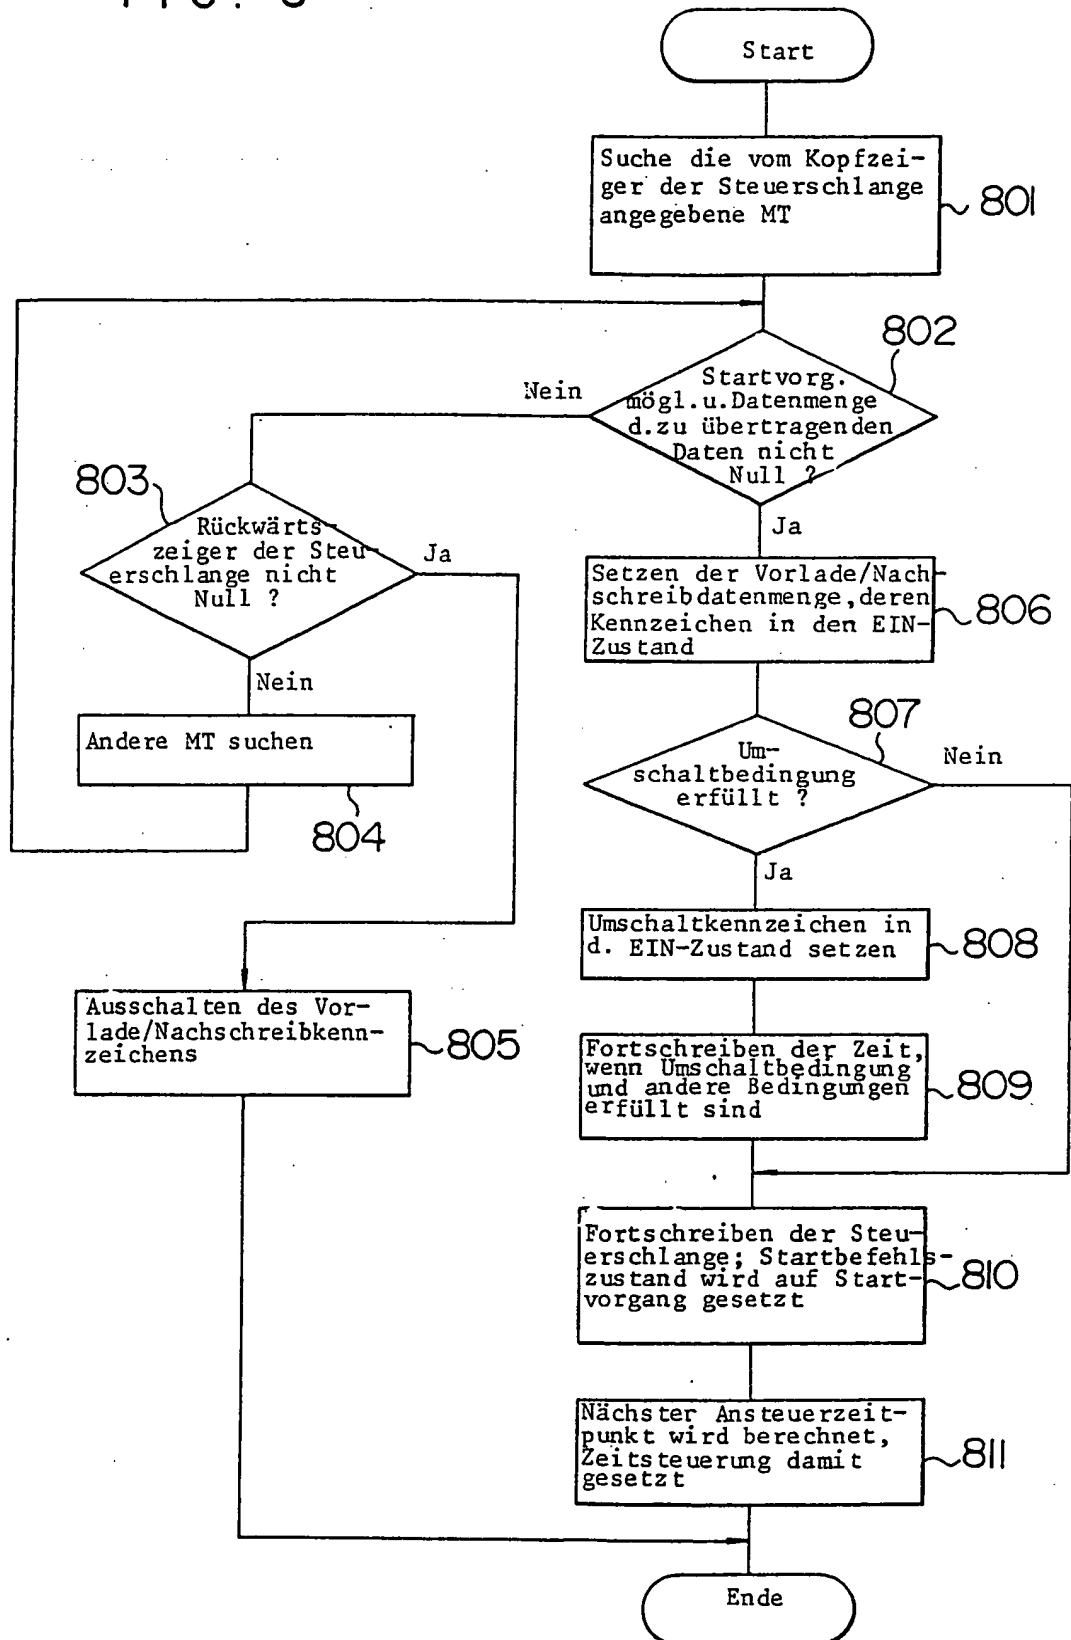 Start
Suche die vom Kopfzei-
ger der Steuerschlange
angegebene MT
801
802
Startvorg.
mögl.u.Datenmenge
d.zu übertragenden
Daten nicht
Null ?
Nein
Ja
803
Rückwärts-
zeiger der Steu-
erschlange nicht
Null ?
Ja
Nein
Andere MT suchen
804
Ausschalten des Vor-
lade/Nachschreibkenn-
zeichens
805
Setzen der Vorlade/Nach-
schreibdatenmenge,deren
Kennzeichen in den EIN-
Zustand
806
807
Um-
schaltbedingung
erfüllt ?
Nein
Ja
Umschaltkennzeichen in
d. EIN-Zustand setzen
808
Fortschreiben der Zeit,
wenn Umschaltbedingung
und andere Bedingungen
erfüllt sind
809
Fortschreiben der Steu-
erschlange; Startbefehls-
zustand wird auf Start-
vorgang gesetzt
810
Nächster Ansteuerzeit-
punkt wird berechnet,
Zeitsteuerung damit
gesetzt
811
Ende